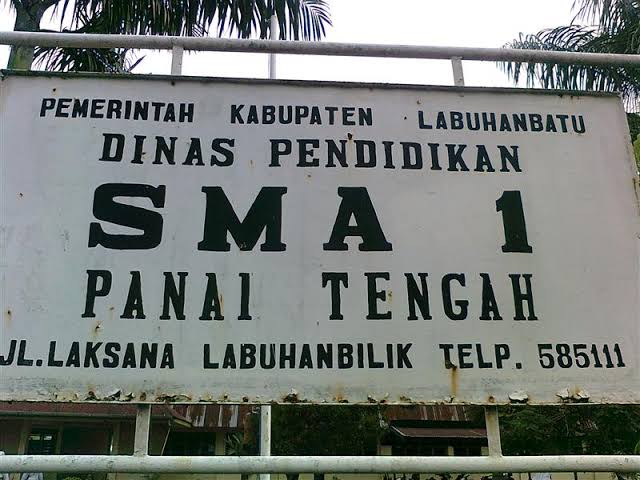 PEMERINTAH KABUPATEN LABUHANBATU
DINAS PENDIDIKAN
SMA 1
PANAI TENGAH
JL.LAKSANA LABUHANBILIK TELP. 585111